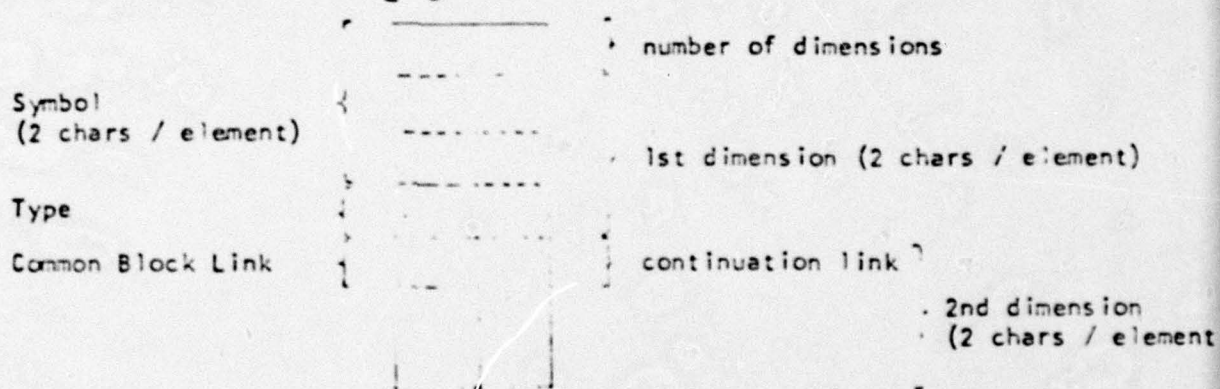 number of dimensions
Symbol
(2 chars / element)
1st dimension (2 chars / element)
Type
Common Block Link
continuation link
2nd dimension
(2 chars / element